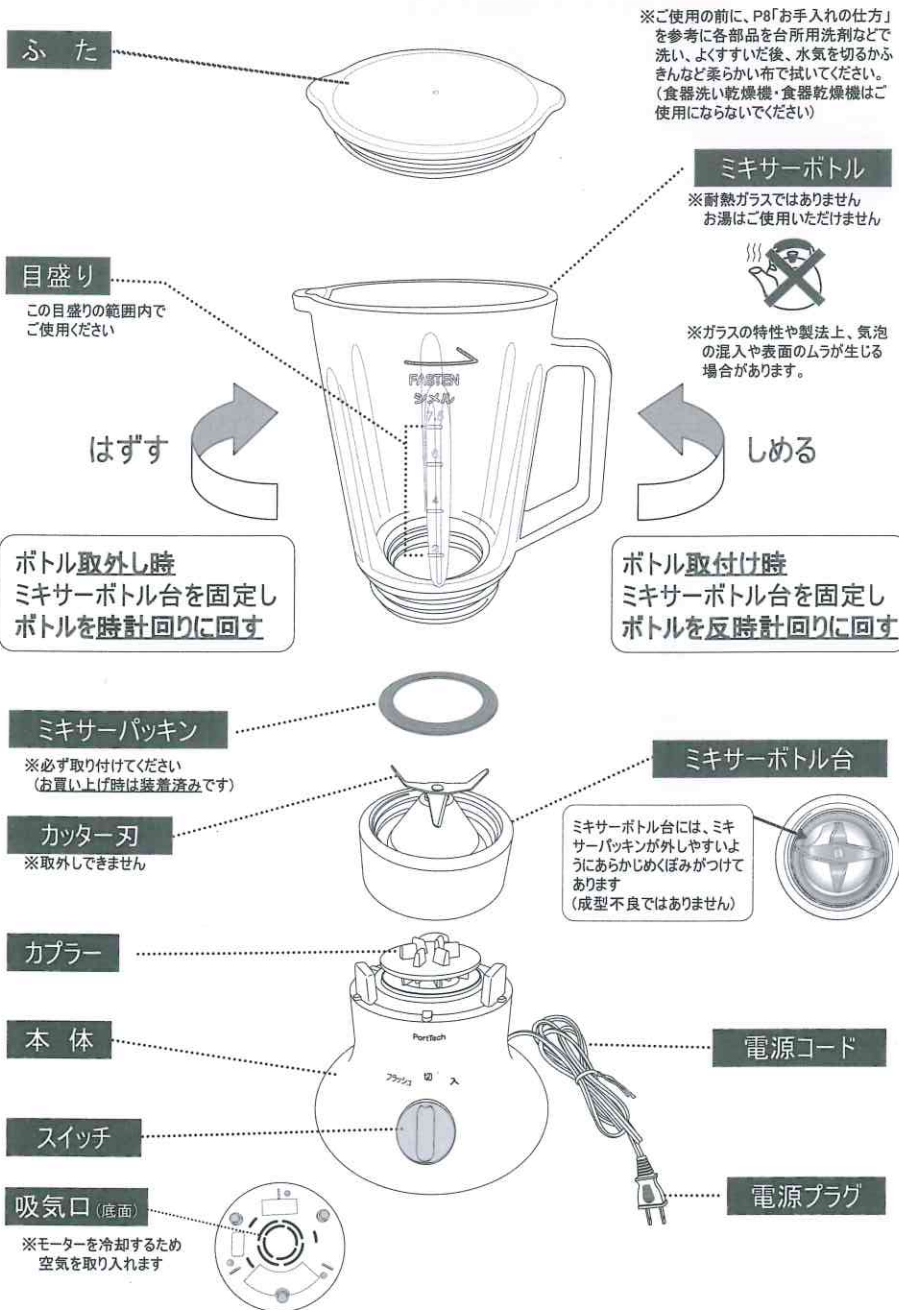 ※ご使用の前に、P8「お手入れの仕方」
を参考に各部品を台所用洗剤などで
洗い、よくすすいだ後、水気を切るかふ
きんなど柔らかい布で拭いてください。
(食器洗い乾燥機・食器乾燥機はご
使用にならないでください)
ふ た
ミキサーボトル
※耐熱ガラスではありません
お湯はご使用いただけません
※ガラスの特性や製法上、気泡
の混入や表面のムラが生じる
場合があります。
目盛り
この目盛りの範囲内で
ご使用ください
FASTEN
シメル
7.5
6
4
2
はずす
しめる
ボトル取外し時
ミキサーボトル台を固定し
ボトルを時計回りに回す
ボトル取付け時
ミキサーボトル台を固定し
ボトルを反時計回りに回す
ミキサーパッキン
※必ず取り付けてください
(お買い上げ時は装着済みです)
カッター刃
※取外しできません
ミキサーボトル台
ミキサーボトル台には、ミキ
サーパッキンが外しやすいよ
うにあらかじめくぼみがつけて
あります
(成型不良ではありません)
カプラー
本 体
PortTech
フラッシュ 切 入
スイッチ
電源コード
電源プラグ
吸気口(底面)
※モーターを冷却するため
空気を取り入れます